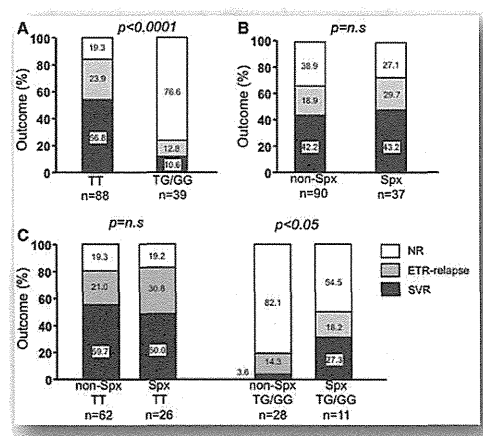 A
p<0.0001
Outcome (%)
100
80
60
40
20
0
19.3
23.9
56.8
76.6
12.8
10.6
TT
n=88
TG/GG
n=39
B
p=n.s
Outcome (%)
100
80
60
40
20
0
38.9
18.9
42.2
27.1
29.7
43.2
non-Spx
n=90
Spx
n=37
C
p=n.s
p<0.05
Outcome (%)
100
80
60
40
20
0
19.3
21.0
59.7
19.2
30.8
50.0
82.1
14.3
3.6
54.5
18.2
27.3
non-Spx
TT
n=62
Spx
TT
n=26
non-Spx
TG/GG
n=28
Spx
TG/GG
n=11
NR
ETR-relapse
SVR